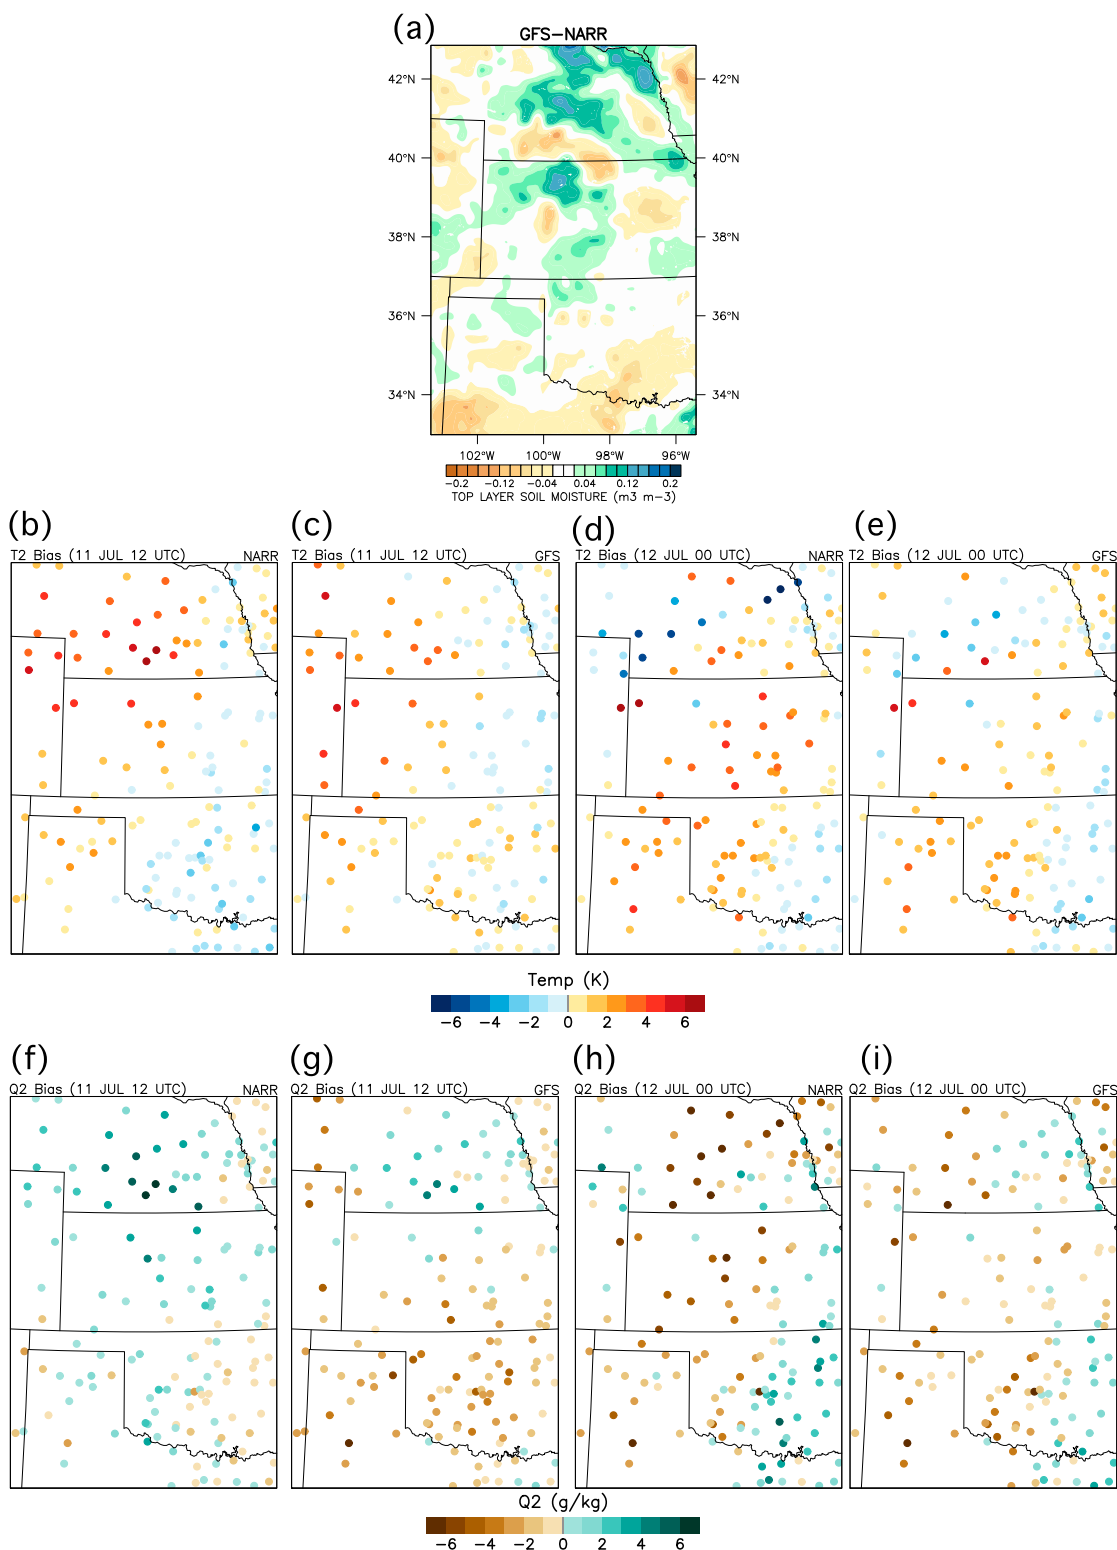 (a)
GFS−NARR
42°N 42°N
40°N 40°N
38°N 38°N
36°N 36°N
34°N 34°N
102°W 100°W 98°W 96°W
−0.2 −0.12 −0.04 0.04 0.12 0.2
TOP LAYER SOIL MOISTURE (m3 m−3)
(b) (c) (d) (e)
T2 Bias (11 JUL 12 UTC) NARR T2 Bias (11 JUL 12 UTC) GFS T2 Bias (12 JUL 00 UTC) NARR T2 Bias (12 JUL 00 UTC) GFS
Temp (K)
−6 −4 −2 0 2 4 6
(f) (g) (h) (i)
Q2 Bias (11 JUL 12 UTC) NARR Q2 Bias (11 JUL 12 UTC) GFS Q2 Bias (12 JUL 00 UTC) NARR Q2 Bias (12 JUL 00 UTC) GFS
Q2 (g/kg)
−6 −4 −2 0 2 4 6